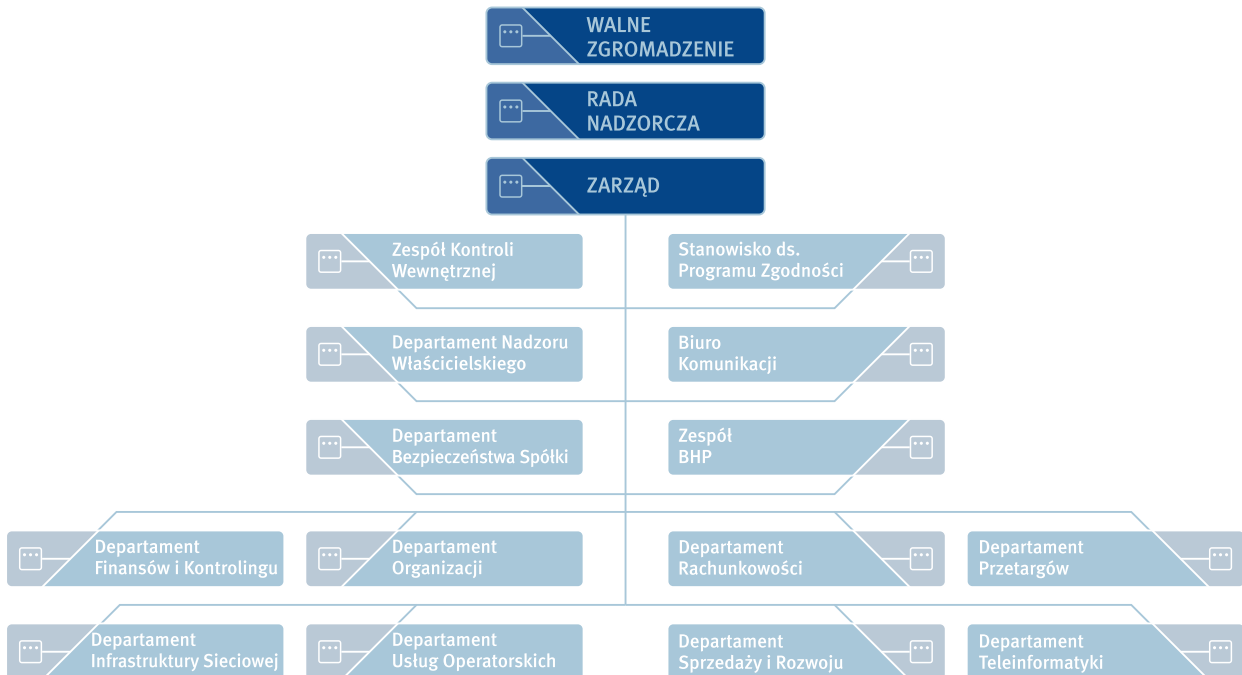 WALNE
ZGROMADZENIE
RADA
NADZORCZA
ZARZĄD
Zespół Kontroli
Wewnętrznej
Stanowisko ds.
Programu Zgodności
Departament Nadzoru
Właścicielskiego
Biuro
Komunikacji
Departament
Bezpieczeństwa Spółki
Zespół
BHP
Departament
Finansów i Kontrolingu
Departament
Organizacji
Departament
Rachunkowości
Departament
Przetargów
Departament
Infrastruktury Sieciowej
Departament
Usług Operatorskich
Departament
Sprzedaży i Rozwoju
Departament
Teleinformatyki